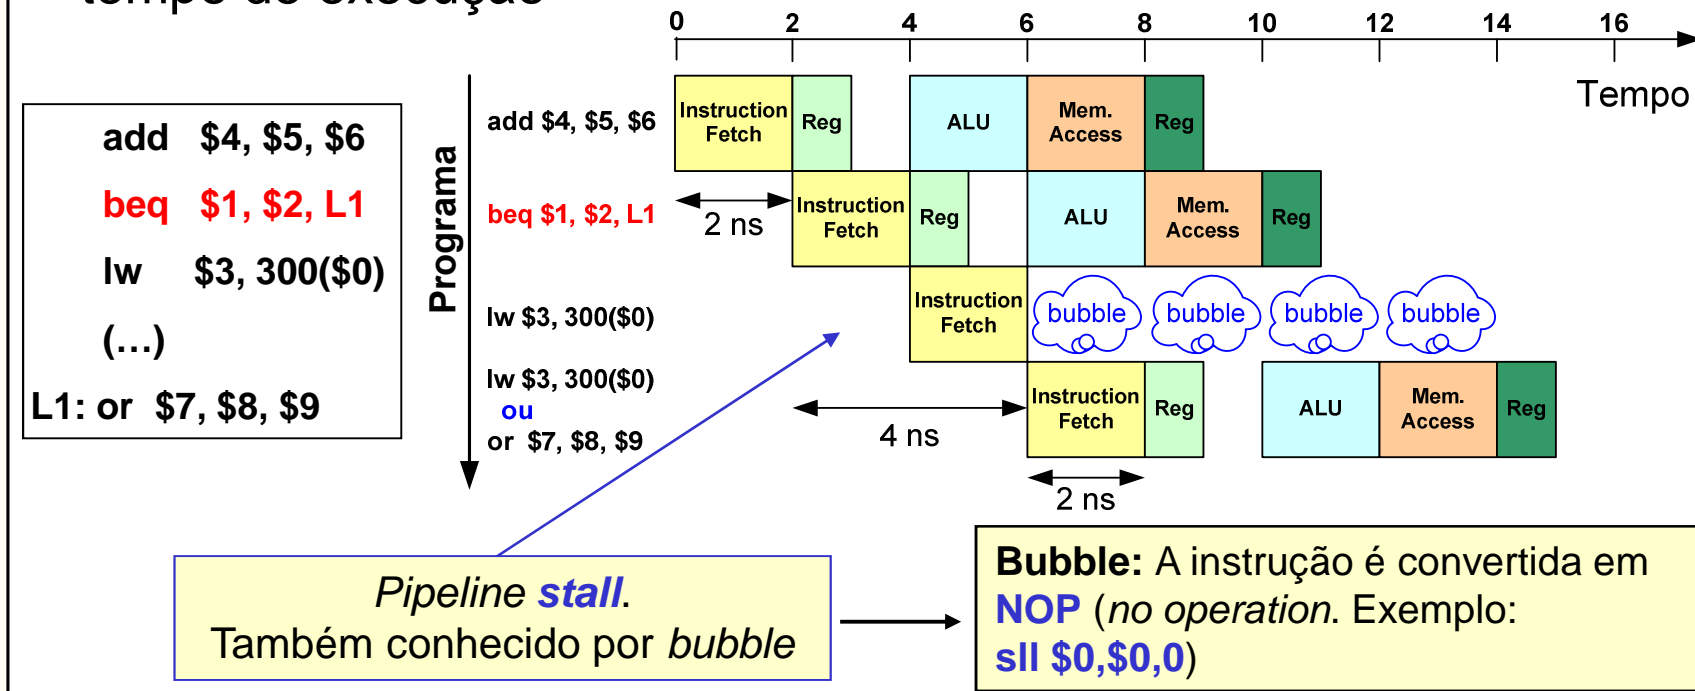 tempo de execução
0 2 4 6 8 10 12 14 16
Tempo
add $4, $5, $6
beq $1, $2, L1
lw $3, 300($0)
(...)
L1: or $7, $8, $9
Programa
add $4, $5, $6
Instruction
Fetch
Reg
ALU
Mem.
Access
Reg
beq $1, $2, L1
2 ns
Instruction
Fetch
Reg
ALU
Mem.
Access
Reg
lw $3, 300($0)
Instruction
Fetch
bubble
bubble
bubble
bubble
lw $3, 300($0)
ou
or $7, $8, $9
4 ns
Instruction
Fetch
Reg
ALU
Mem.
Access
Reg
2 ns
Pipeline stall.
Também conhecido por bubble
Bubble: A instrução é convertida em
NOP (no operation. Exemplo:
sll $0,$0,0)